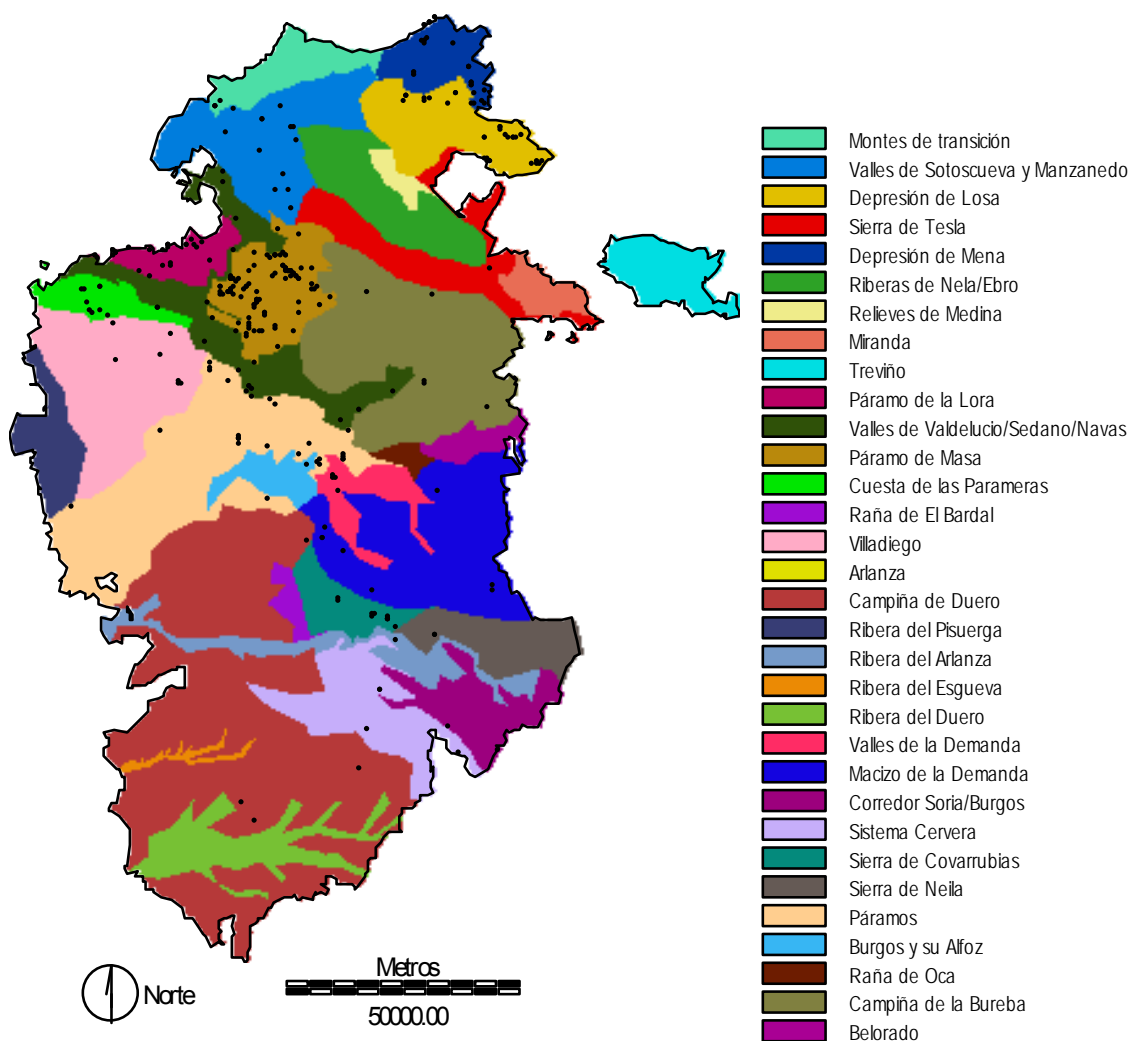 Montes de transición
Valles de Sotoscueva y Manzanedo
Depresión de Losa
Sierra de Tesla
Depresión de Mena
Riberas de Nela/Ebro
Relieves de Medina
Miranda
Treviño
Páramo de la Lora
Valles de Valdelucio/Sedano/Navas
Páramo de Masa
Cuesta de las Parameras
Raña de El Bardal
Villadiego
Arlanza
Campiña de Duero
Ribera del Pisuerga
Ribera del Arlanza
Ribera del Esgueva
Ribera del Duero
Valles de la Demanda
Macizo de la Demanda
Corredor Soria/Burgos
Sistema Cervera
Sierra de Covarrubias
Sierra de Neila
Páramos
Burgos y su Alfoz
Raña de Oca
Campiña de la Bureba
Belorado
Metros
Norte
50000.00